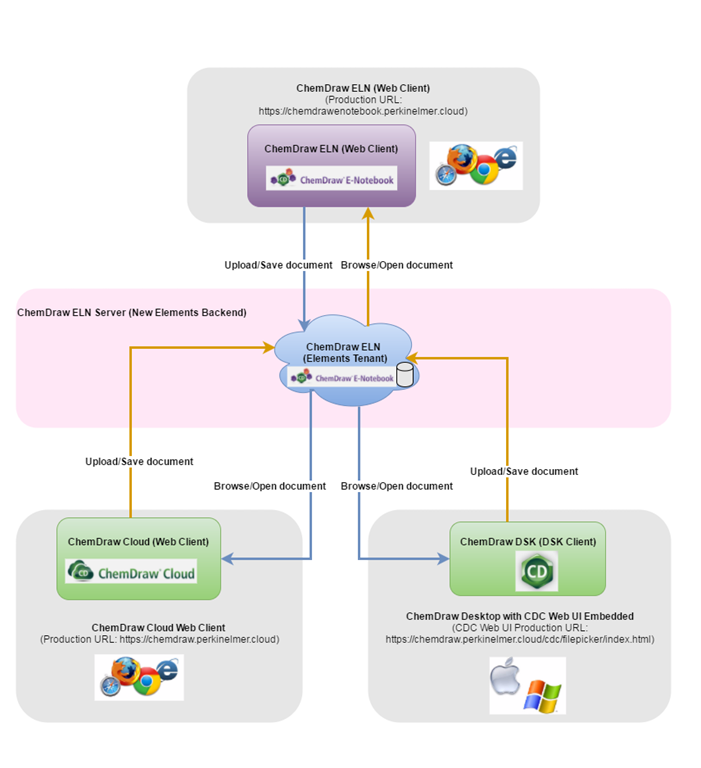 ChemDraw ELN (Web Client)
(Production URL:
https://chemdrawenotebook.perkinelmer.cloud)
ChemDraw ELN (Web Client)
CD ChemDraw E-Notebook
Upload/Save document
Browse/Open document
ChemDraw ELN Server (New Elements Backend)
ChemDraw ELN
(Elements Tenant)
CD ChemDraw E-Notebook
Upload/Save document
Upload/Save document
Browse/Open document
Browse/Open document
ChemDraw Cloud (Web Client)
CD ChemDraw Cloud
ChemDraw Cloud Web Client
(Production URL: https://chemdraw.perkinelmer.cloud)
ChemDraw DSK (DSK Client)
CD
ChemDraw Desktop with CDC Web UI Embedded
(CDC Web UI Production URL:
https://chemdraw.perkinelmer.cloud/cdc/filepicker/index.html)